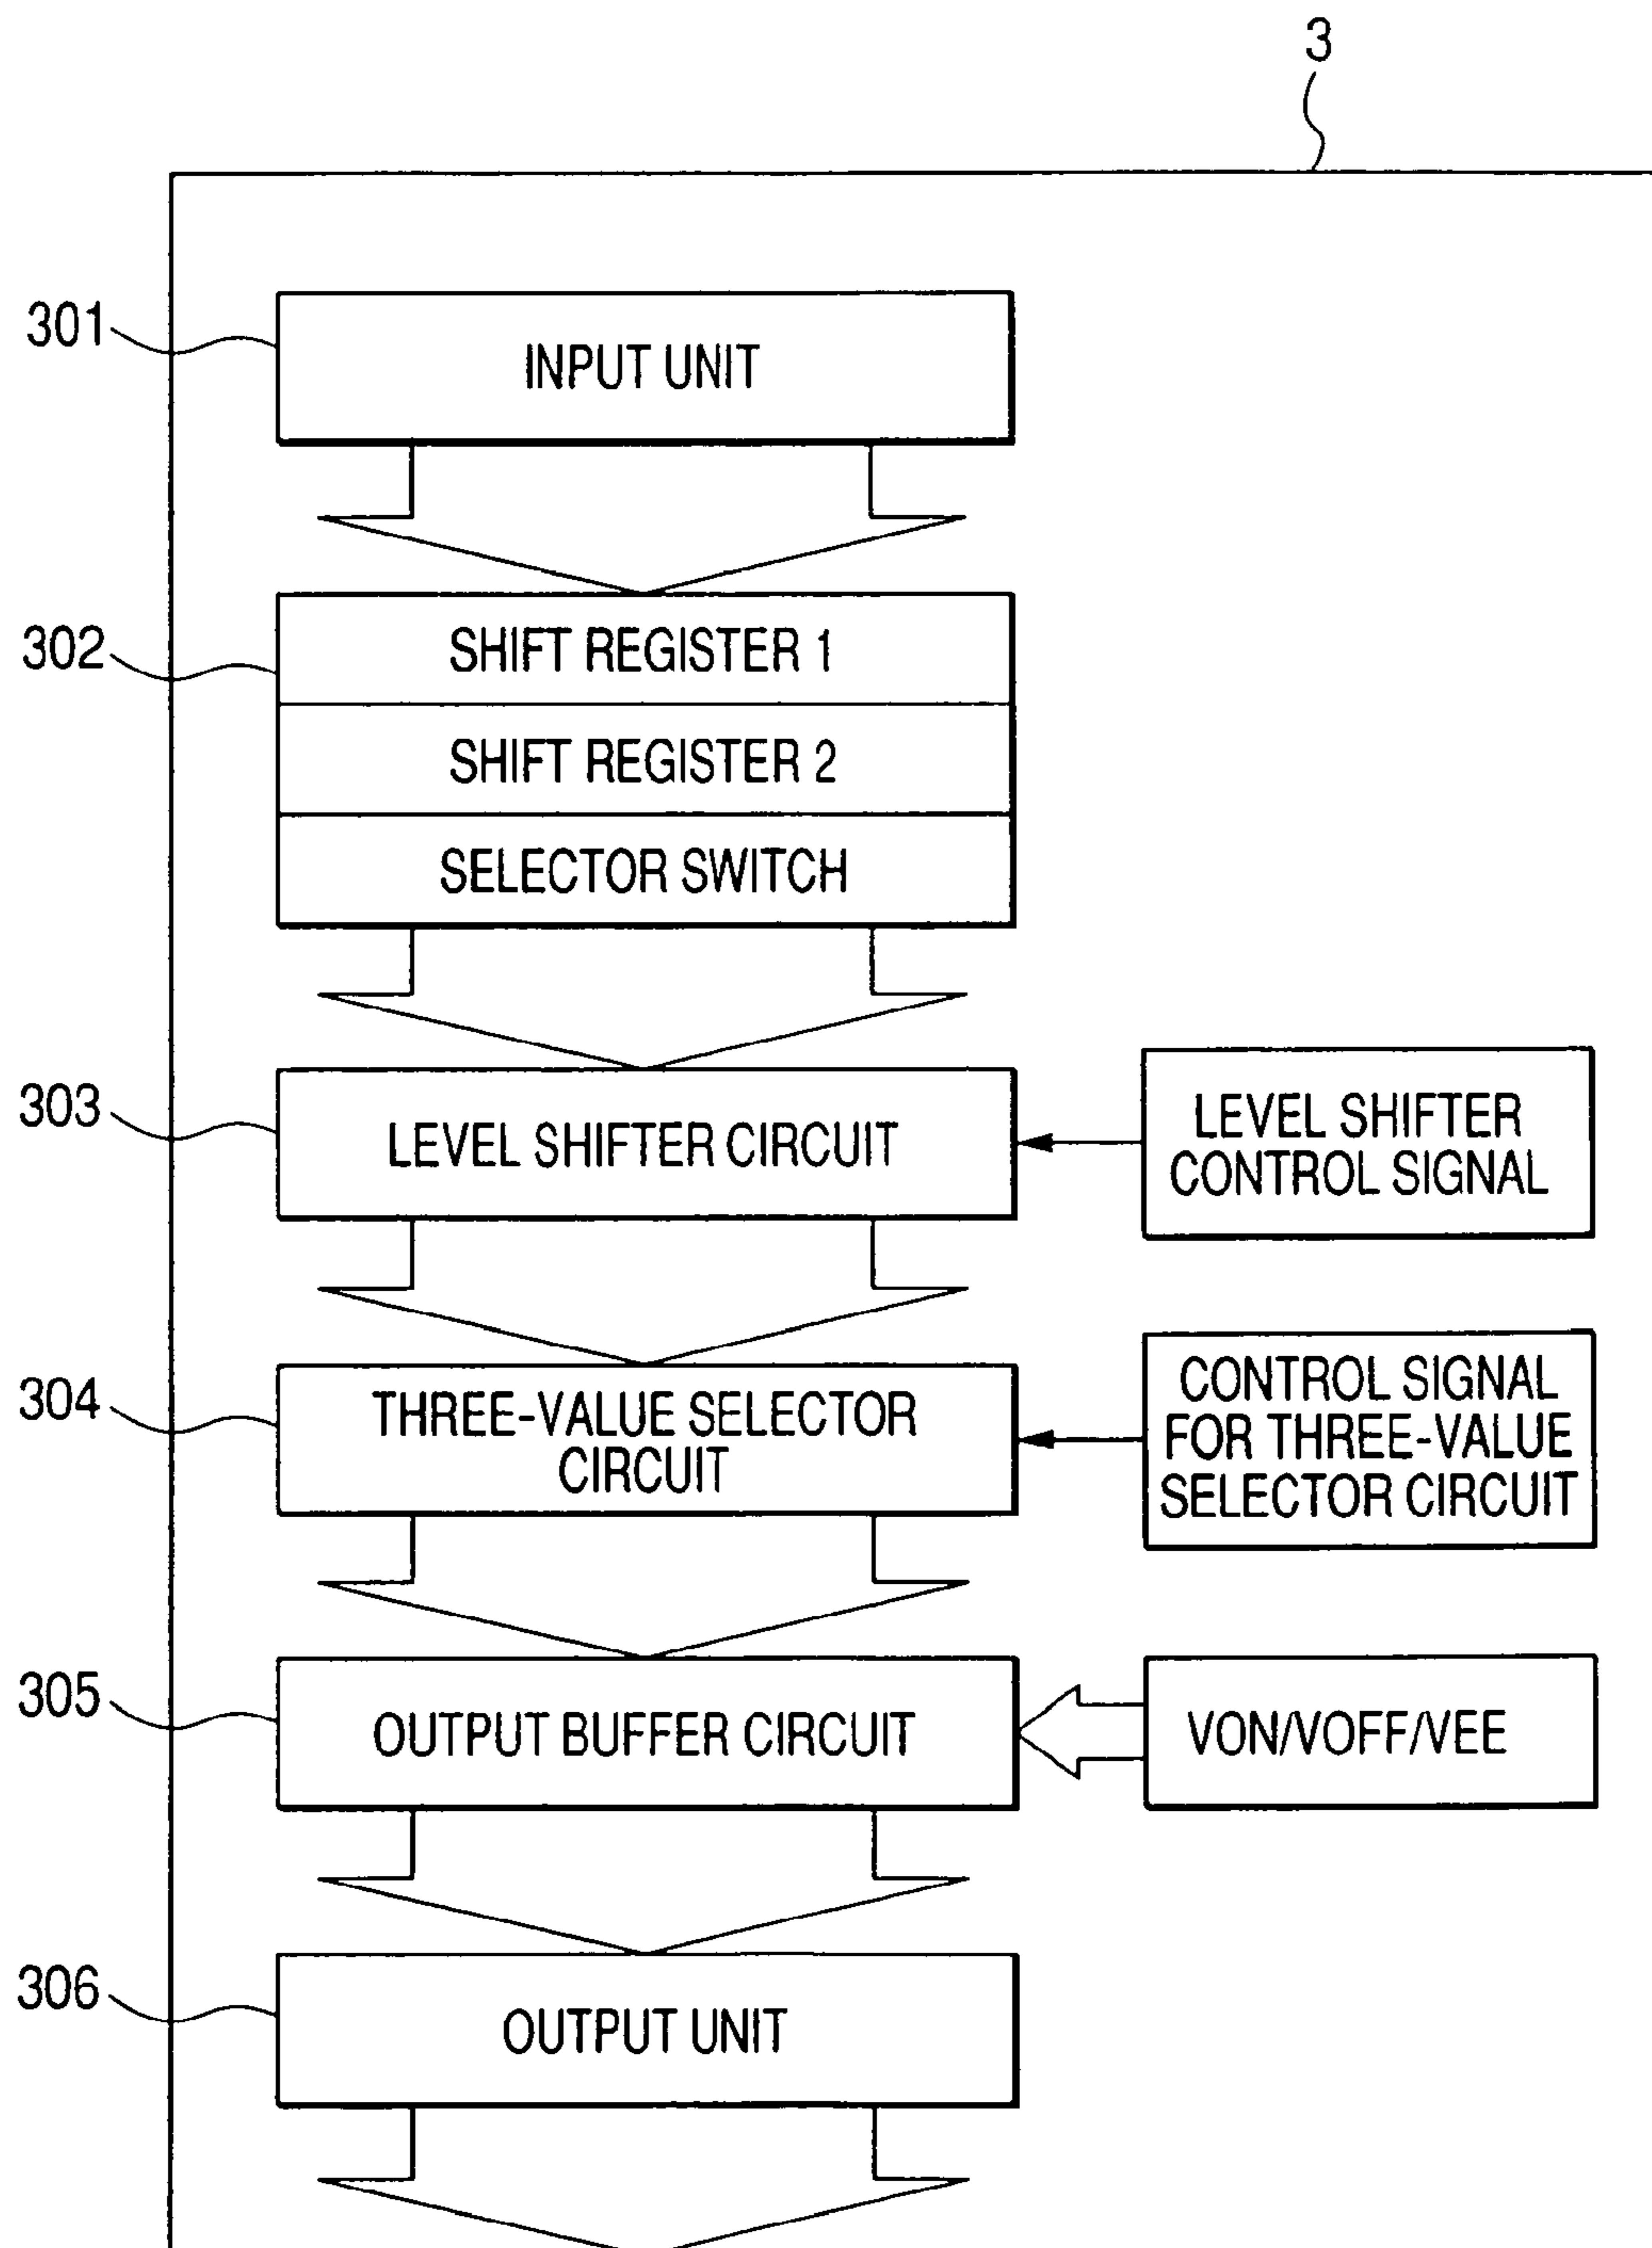 3
301
INPUT UNIT
302
SHIFT REGISTER 1
SHIFT REGISTER 2
SELECTOR SWITCH
303
LEVEL SHIFTER CIRCUIT
LEVEL SHIFTER
CONTROL SIGNAL
304
THREE-VALUE SELECTOR
CIRCUIT
CONTROL SIGNAL
FOR THREE-VALUE
SELECTOR CIRCUIT
305
OUTPUT BUFFER CIRCUIT
VON/VOFF/VEE
306
OUTPUT UNIT